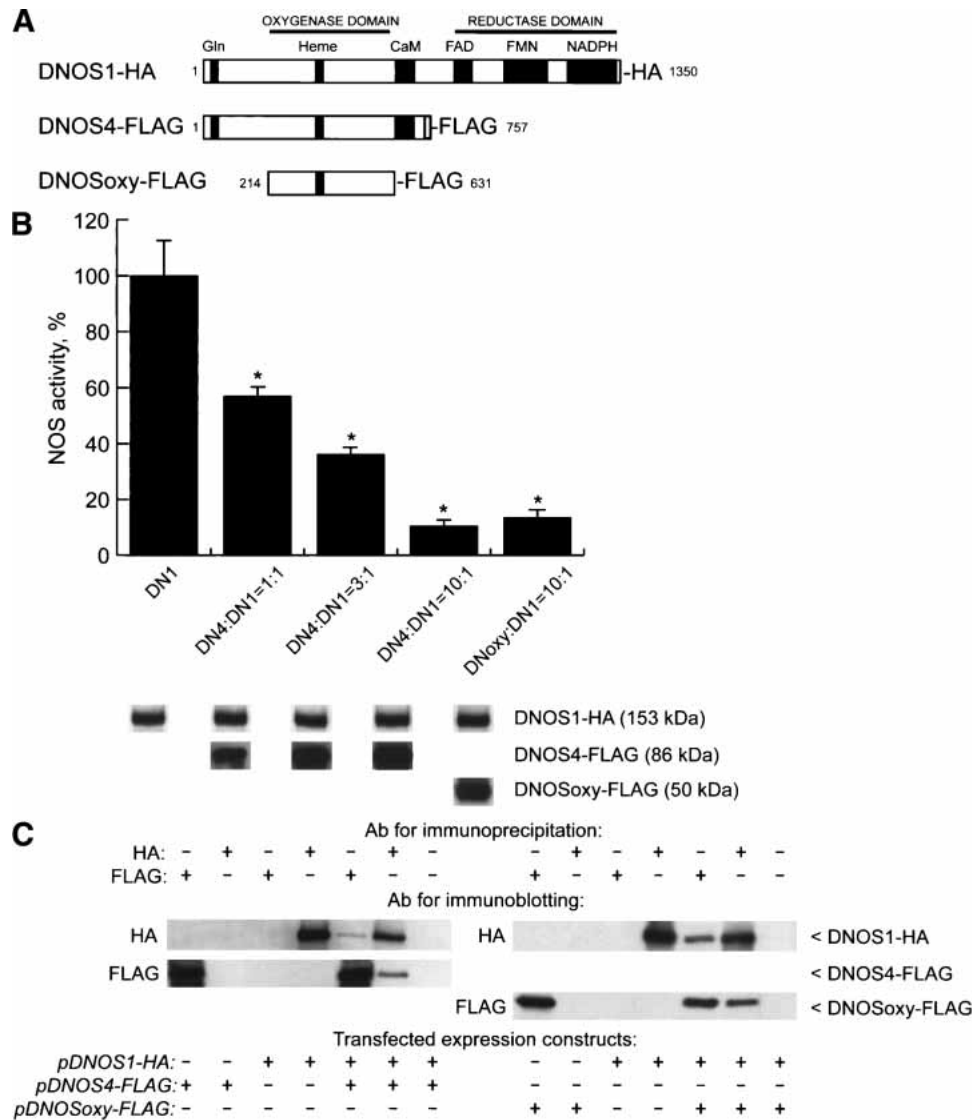 A
OXYGENASE DOMAIN REDUCTASE DOMAIN
Gln Heme CaM FAD FMN NADPH
DNOS1-HA 1 -HA 1350
DNOS4-FLAG 1 -FLAG 757
DNOSoxy-FLAG 214 -FLAG 631
B
NOS activity, %
120
100
80
60
40
20
0
* * * *
DN1
DN4:DN1=1:1
DN4:DN1=3:1
DN4:DN1=10:1
DNoxy:DN1=10:1
DNOS1-HA (153 kDa)
DNOS4-FLAG (86 kDa)
DNOSoxy-FLAG (50 kDa)
C
Ab for immunoprecipitation:
HA: – + – + – + – – + – + – + –
FLAG: + – + – + – – + – + – + – –
Ab for immunoblotting:
HA HA < DNOS1-HA
FLAG < DNOS4-FLAG
FLAG < DNOSoxy-FLAG
Transfected expression constructs:
pDNOS1-HA: – – + + + + + – – + + + + +
pDNOS4-FLAG: + + – – + + + – – – – – – –
pDNOSoxy-FLAG: – – – – – – – + + – – + + +